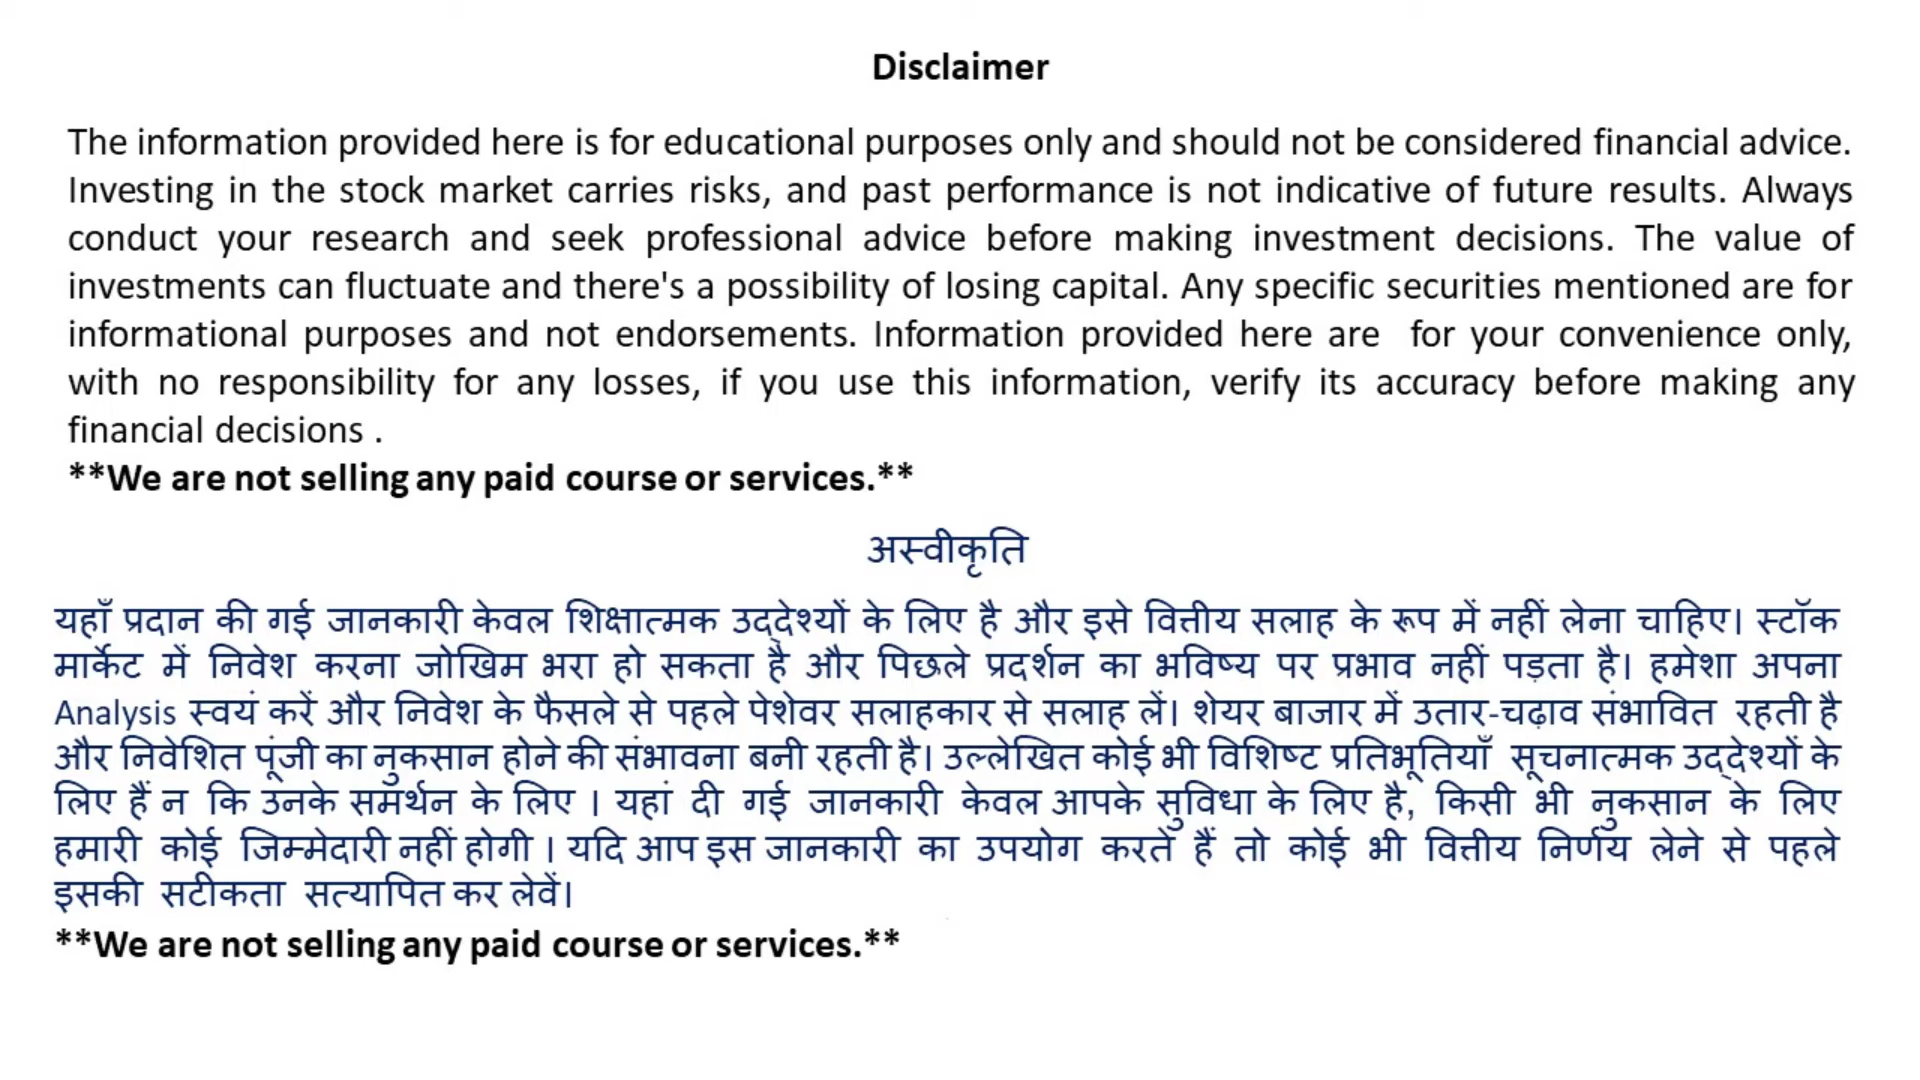 Disclaimer
The information provided here is for educational purposes only and should not be considered financial advice.
Investing in the stock market carries risks, and past performance is not indicative of future results. Always
conduct your research and seek professional advice before making investment decisions. The value of
investments can fluctuate and there's a possibility of losing capital. Any specific securities mentioned are for
informational purposes and not endorsements. Information provided here are for your convenience only,
with no responsibility for any losses, if you use this information, verify its accuracy before making any
financial decisions .
**We are not selling any paid course or services.**
अस्वीकृति
यहाँ प्रदान की गई जानकारी केवल शिक्षात्मक उद्देश्यों के लिए है और इसे वित्तीय सलाह के रूप में नहीं लेना चाहिए। स्टॉक
मार्केट में निवेश करना जोखिम भरा हो सकता है और पिछले प्रदर्शन का भविष्य पर प्रभाव नहीं पड़ता है। हमेशा अपना
Analysis स्वयं करें और निवेश के फैसले से पहले पेशेवर सलाहकार से सलाह लें। शेयर बाजार में उतार-चढ़ाव संभावित रहती है
और निवेशित पूंजी का नुकसान होने की संभावना बनी रहती है। उल्लेखित कोई भी विशिष्ट प्रतिभूतियाँ सूचनात्मक उद्देश्यों के
लिए हैं न कि उनके समर्थन के लिए । यहां दी गई जानकारी केवल आपके सुविधा के लिए है, किसी भी नुकसान के लिए
हमारी कोई जिम्मेदारी नहीं होगी । यदि आप इस जानकारी का उपयोग करते हैं तो कोई भी वित्तीय निर्णय लेने से पहले
इसकी सटीकता सत्यापित कर लेवें।
**We are not selling any paid course or services.**